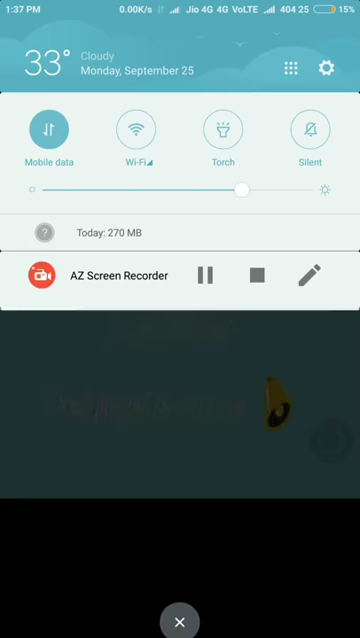 1:37 PM 0.00K/s Jio 4G 4G VoLTE 404 25 15%
33° Cloudy
Monday, September 25
Mobile data Wi-Fi Torch Silent
? Today: 270 MB
AZ Screen Recorder